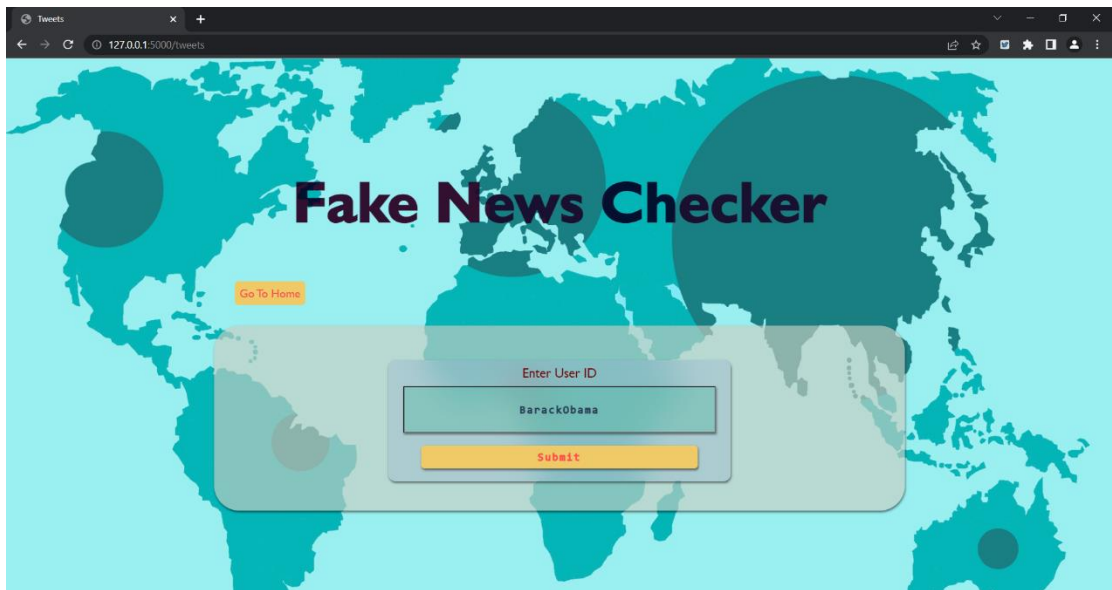 Tweets
127.0.0.1:5000/tweets
Fake News Checker
Go To Home
Enter User ID
BarackObama
Submit